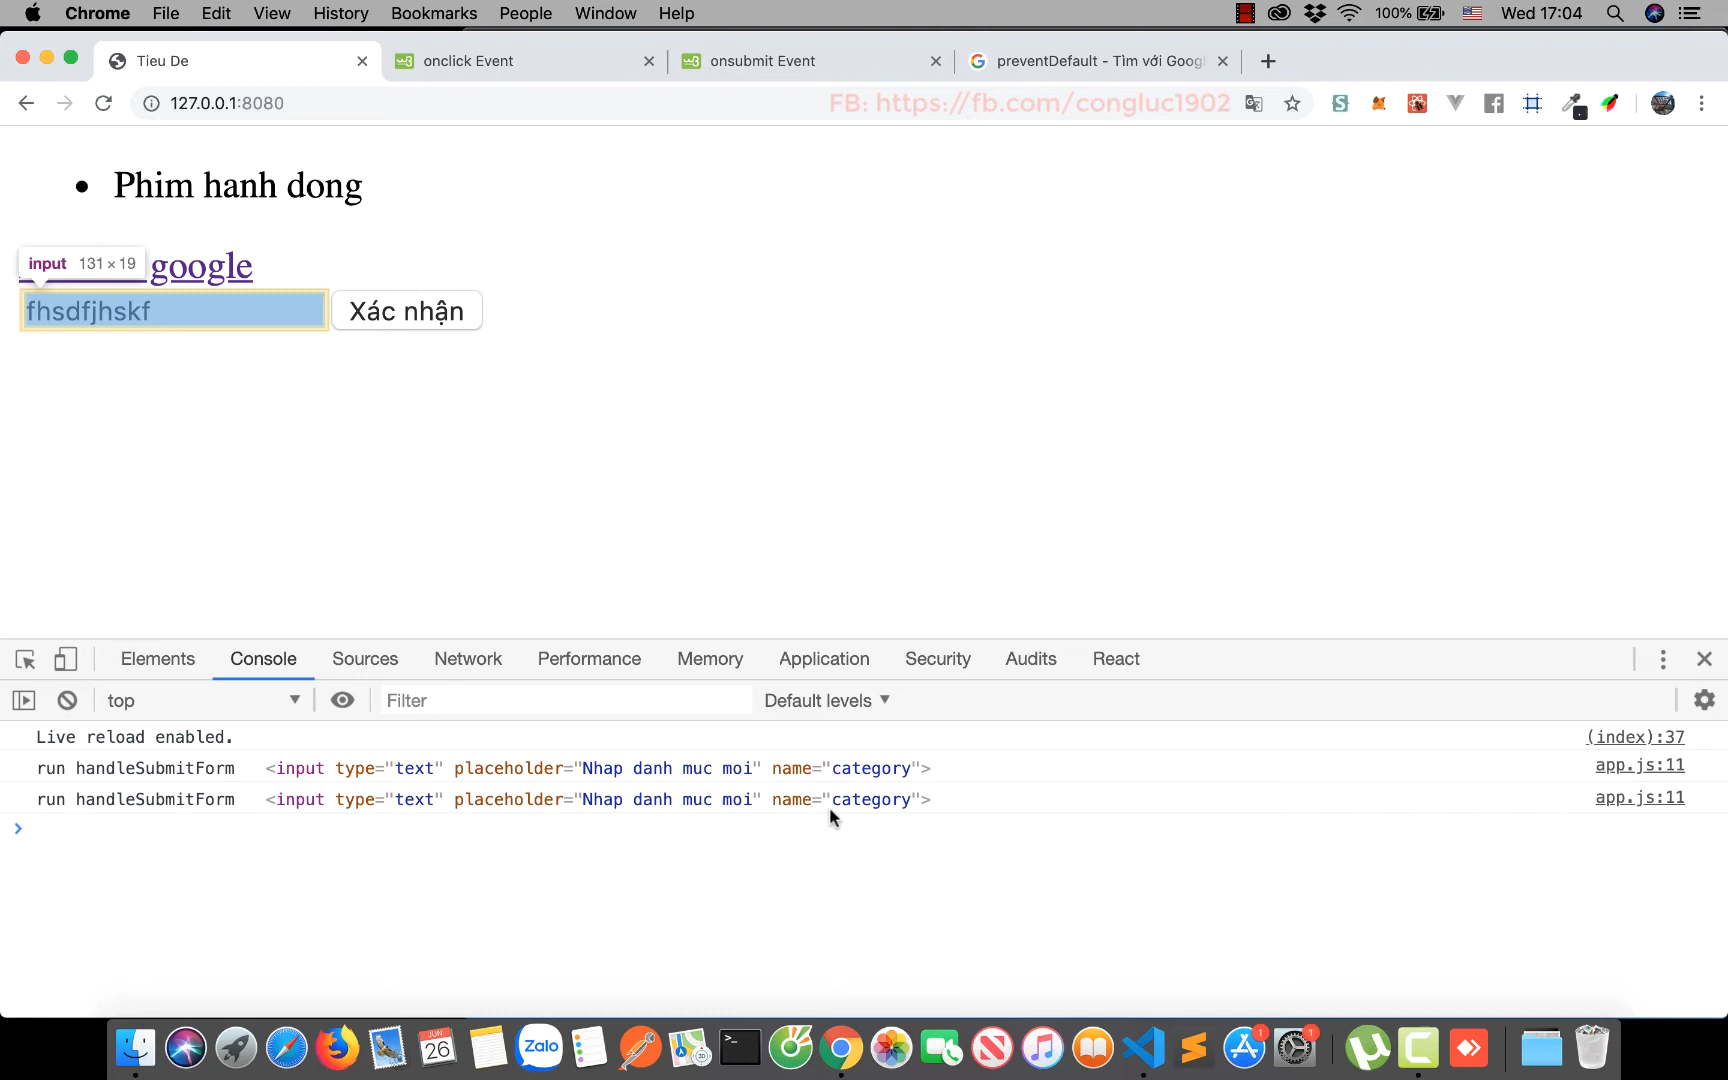 Chrome File Edit View History Bookmarks People Window Help 100% Wed 17:04
Tieu De onclick Event onsubmit Event preventDefault - Tìm với Googl
127.0.0.1:8080 FB: https://fb.com/congluc1902
Phim hanh dong
input 131 × 19 google
fhsdfjhskf Xác nhận
Elements Console Sources Network Performance Memory Application Security Audits React
top Filter Default levels
Live reload enabled. (index):37
run handleSubmitForm <input type="text" placeholder="Nhap danh muc moi" name="category"> app.js:11
run handleSubmitForm <input type="text" placeholder="Nhap danh muc moi" name="category"> app.js:11
JUN 26 Zalo 3D 1 1